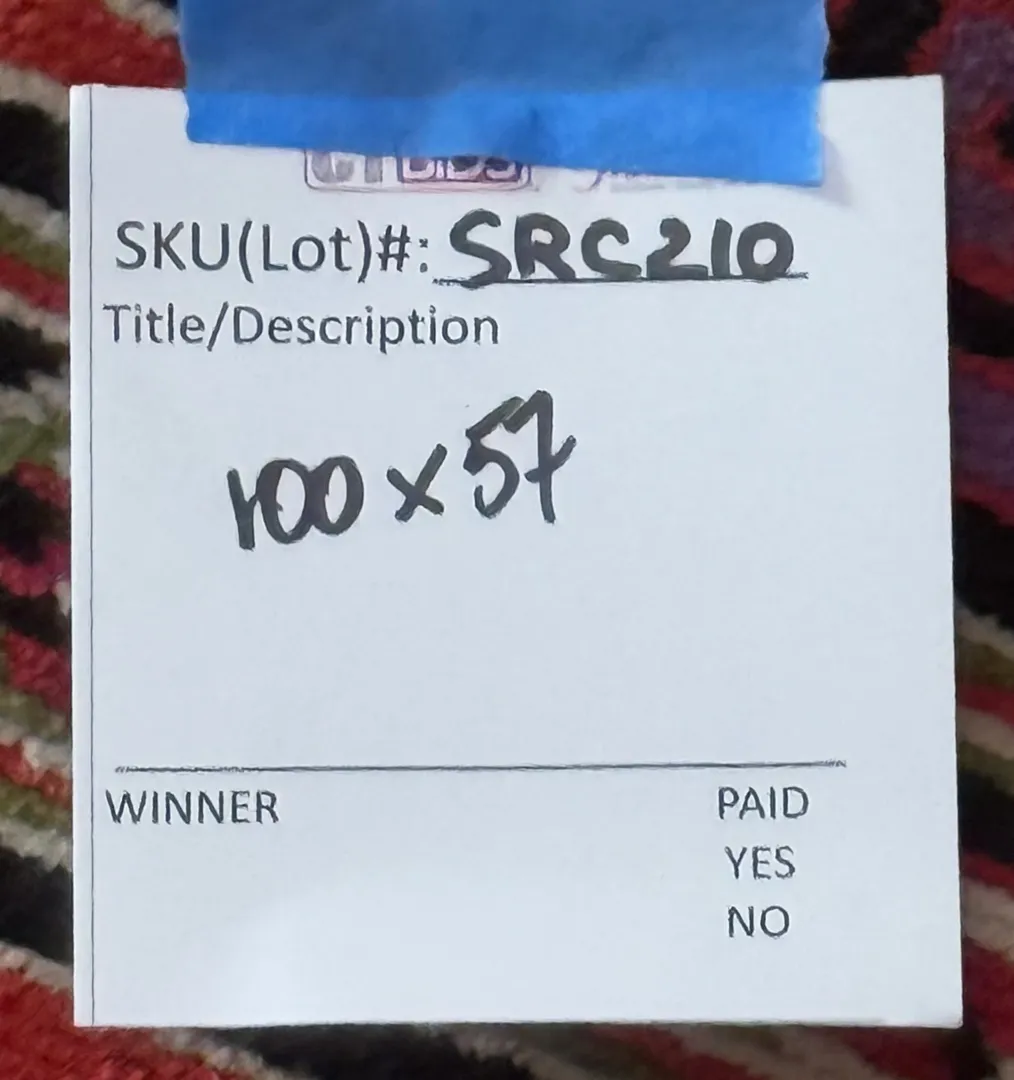 SKU(Lot)#: SRC210
Title/Description
100 x 57
WINNER PAID
YES
NO